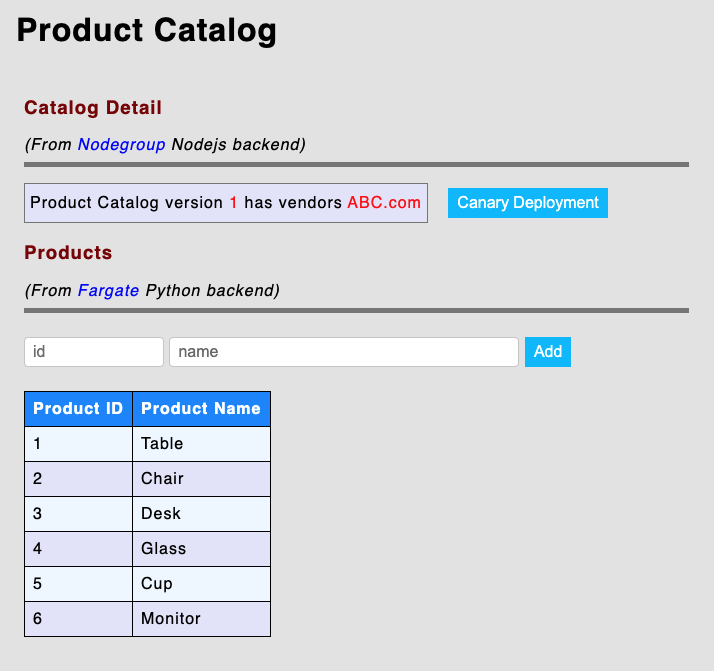 Product Catalog
Catalog Detail
(From Nodegroup Nodejs backend)
Product Catalog version 1 has vendors ABC.com
Canary Deployment
Products
(From Fargate Python backend)
id name Add
Product ID Product Name
1 Table
2 Chair
3 Desk
4 Glass
5 Cup
6 Monitor